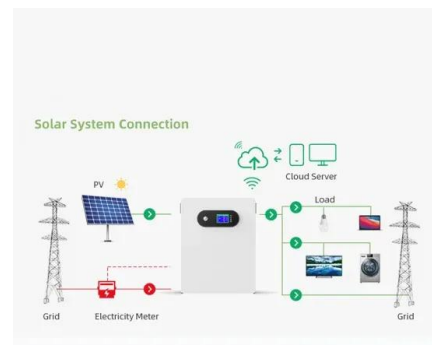 Solar System Connection
Cloud Server
PV
Load
Grid
Electricity Meter
Grid